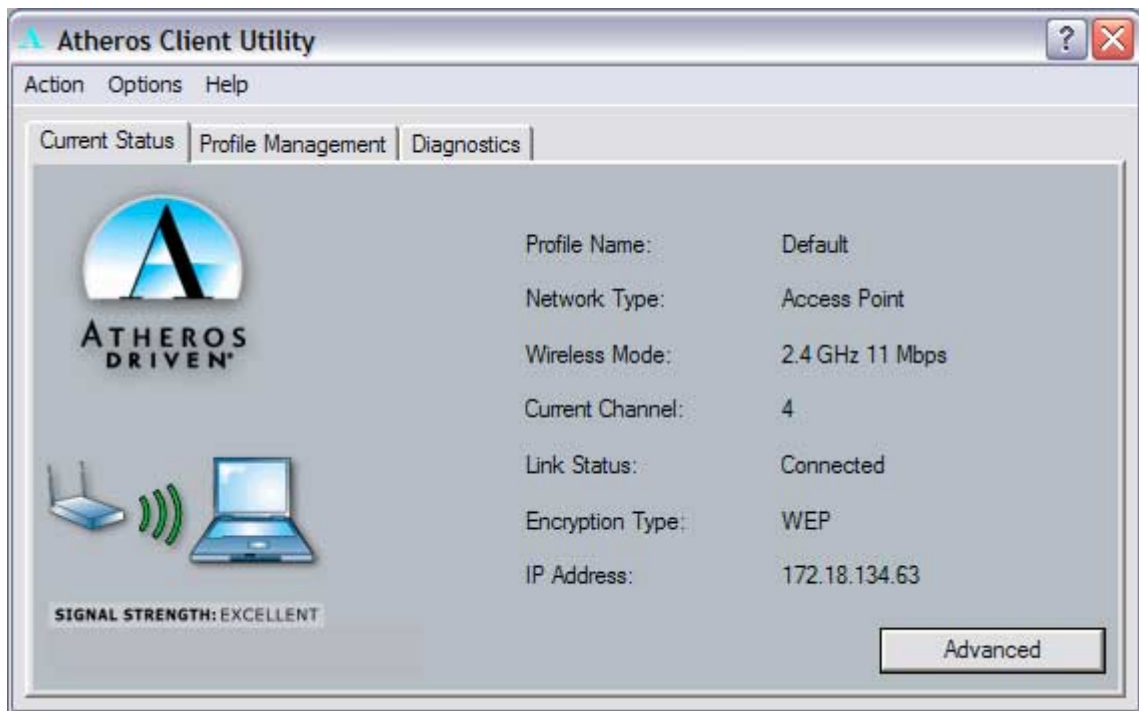 Atheros Client Utility
Action Options Help
Current Status Profile Management Diagnostics
ATHEROS
DRIVEN®
Profile Name: Default
Network Type: Access Point
Wireless Mode: 2.4 GHz 11 Mbps
Current Channel: 4
Link Status: Connected
Encryption Type: WEP
IP Address: 172.18.134.63
SIGNAL STRENGTH: EXCELLENT
Advanced